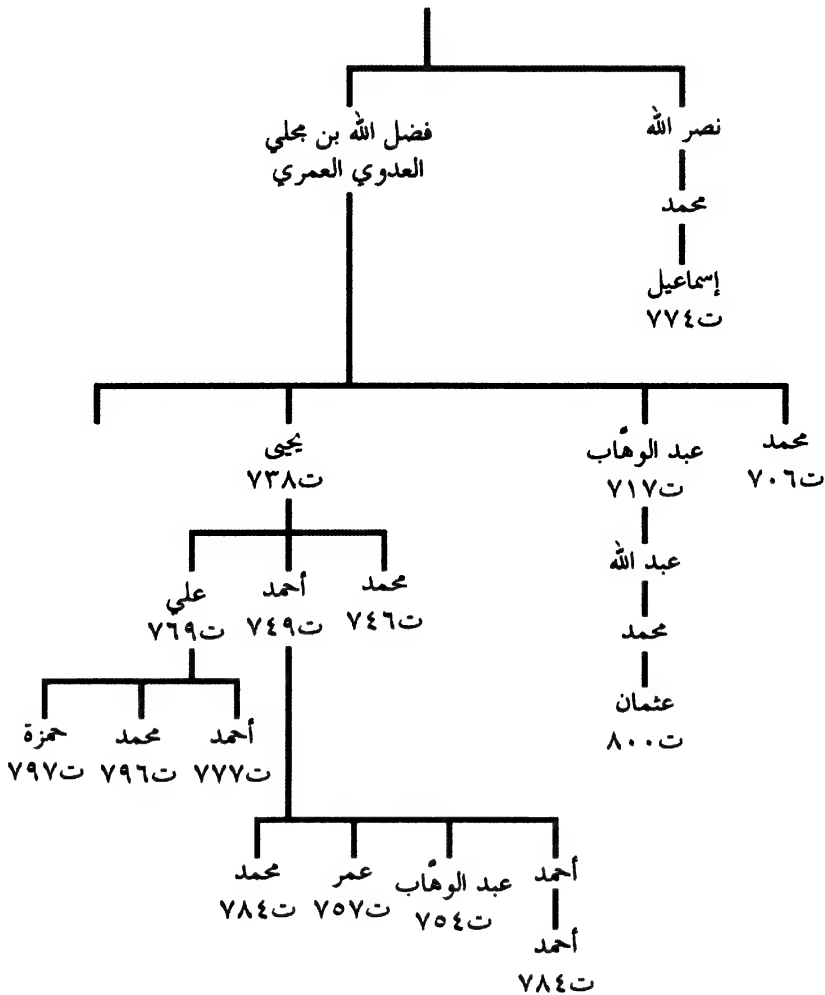 نصر الله
فضل الله بن مجلي
العدوي العمري
محمد
إسماعيل
ت٧٧٤
محمد
ت٧٠٦
عبد الوهَّاب
ت٧١٧
يحيى
ت٧٣٨
عبد الله
محمد
عثمان
ت٨٠٠
محمد
ت٧٤٦
أحمد
ت٧٤٩
علي
ت٧٦٩
أحمد
ت٧٧٧
محمد
ت٧٩٦
حمزة
ت٧٩٧
أحمد
أحمد
ت٧٨٤
عبد الوهَّاب
ت٧٥٤
عمر
ت٧٥٧
محمد
ت٧٨٤